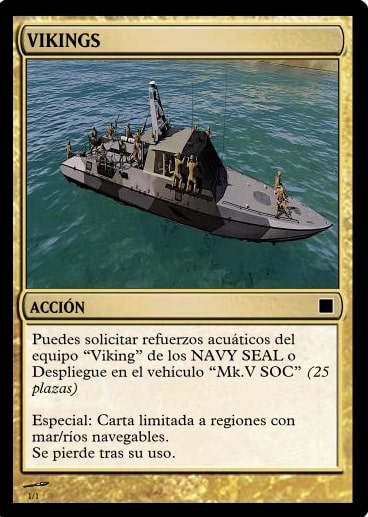 VIKINGS
ACCIÓN
Puedes solicitar refuerzos acuáticos del
equipo “Viking” de los NAVY SEAL o
Despliegue en el vehículo “Mk.V SOC” (25
plazas)
Especial: Carta limitada a regiones con
mar/ríos navegables.
Se pierde tras su uso.
1/1